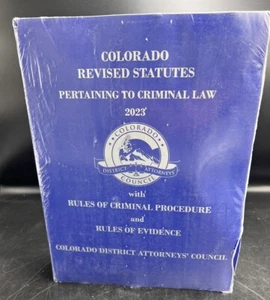 COLORADO
REVISED STATUTES
PERTAINING TO CRIMINAL LAW
2023
COLORADO
DISTRICT ATTORNEYS'
COUNCIL
with
RULES OF CRIMINAL PROCEDURE
and
RULES OF EVIDENCE
COLORADO DISTRICT ATTORNEYS' COUNCIL